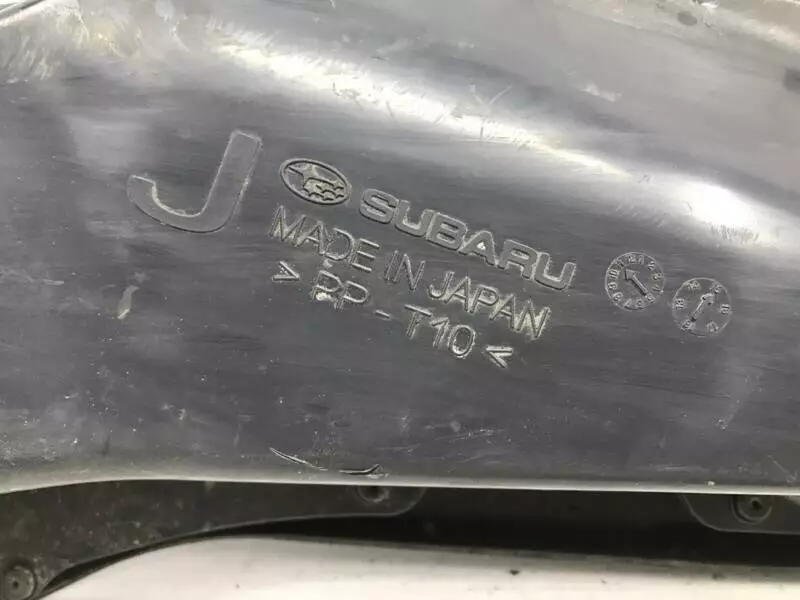 J
SUBARU
MADE IN JAPAN
> PP - T10 <